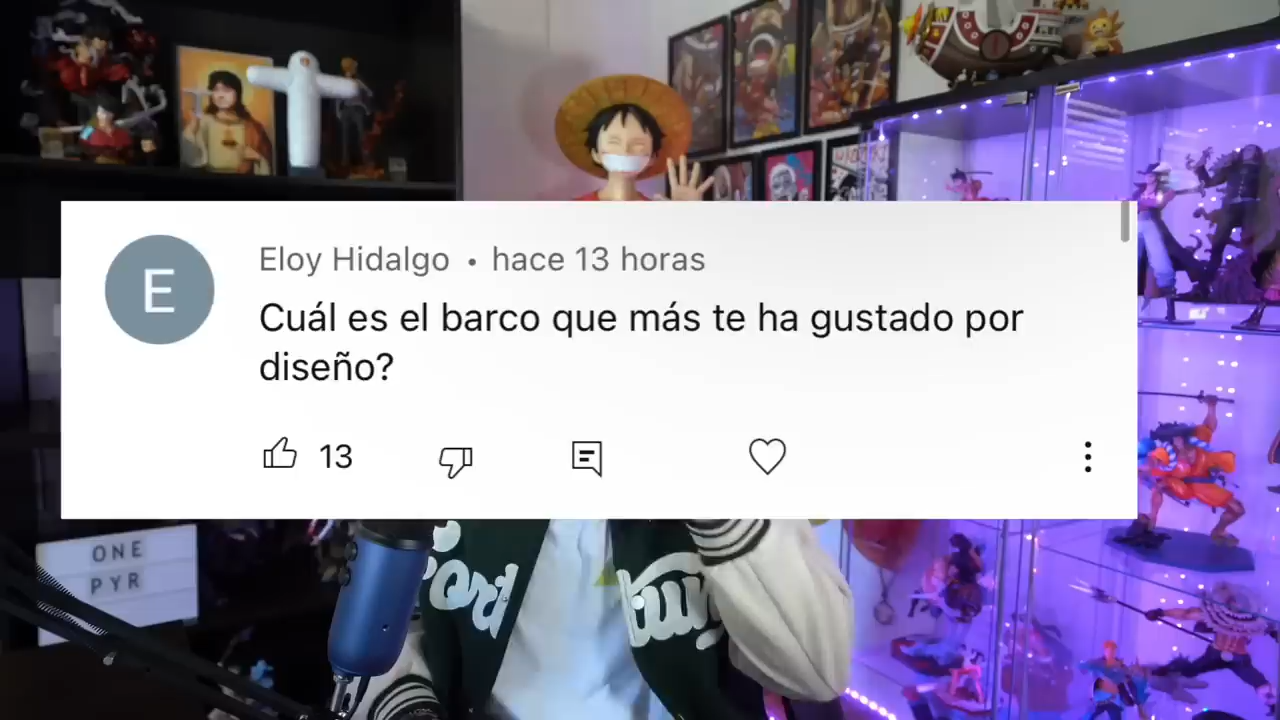 E
Eloy Hidalgo • hace 13 horas
Cuál es el barco que más te ha gustado por
diseño?
13
ONE
PYR